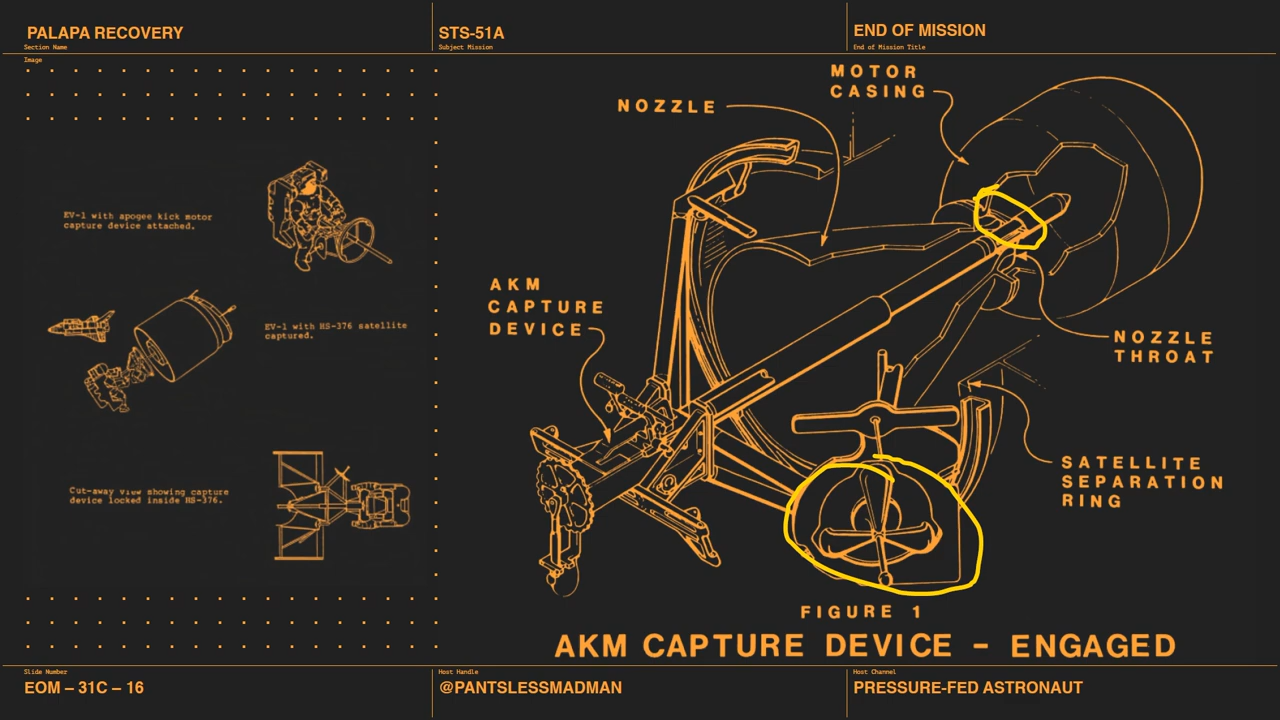 PALAPA RECOVERY
Section Name
STS-51A
Subject Mission
END OF MISSION
End of Mission Title
Image
EV-1 with apogee kick motor
capture device attached.
EV-1 with HS-376 satellite
captured.
Cut-away view showing capture
device locked inside HS-376.
MOTOR
CASING
NOZZLE
AKM
CAPTURE
DEVICE
NOZZLE
THROAT
SATELLITE
SEPARATION
RING
FIGURE 1
AKM CAPTURE DEVICE – ENGAGED
Slide Number
EOM – 31C – 16
Host Handle
@PANTSLESSMADMAN
Host Channel
PRESSURE-FED ASTRONAUT